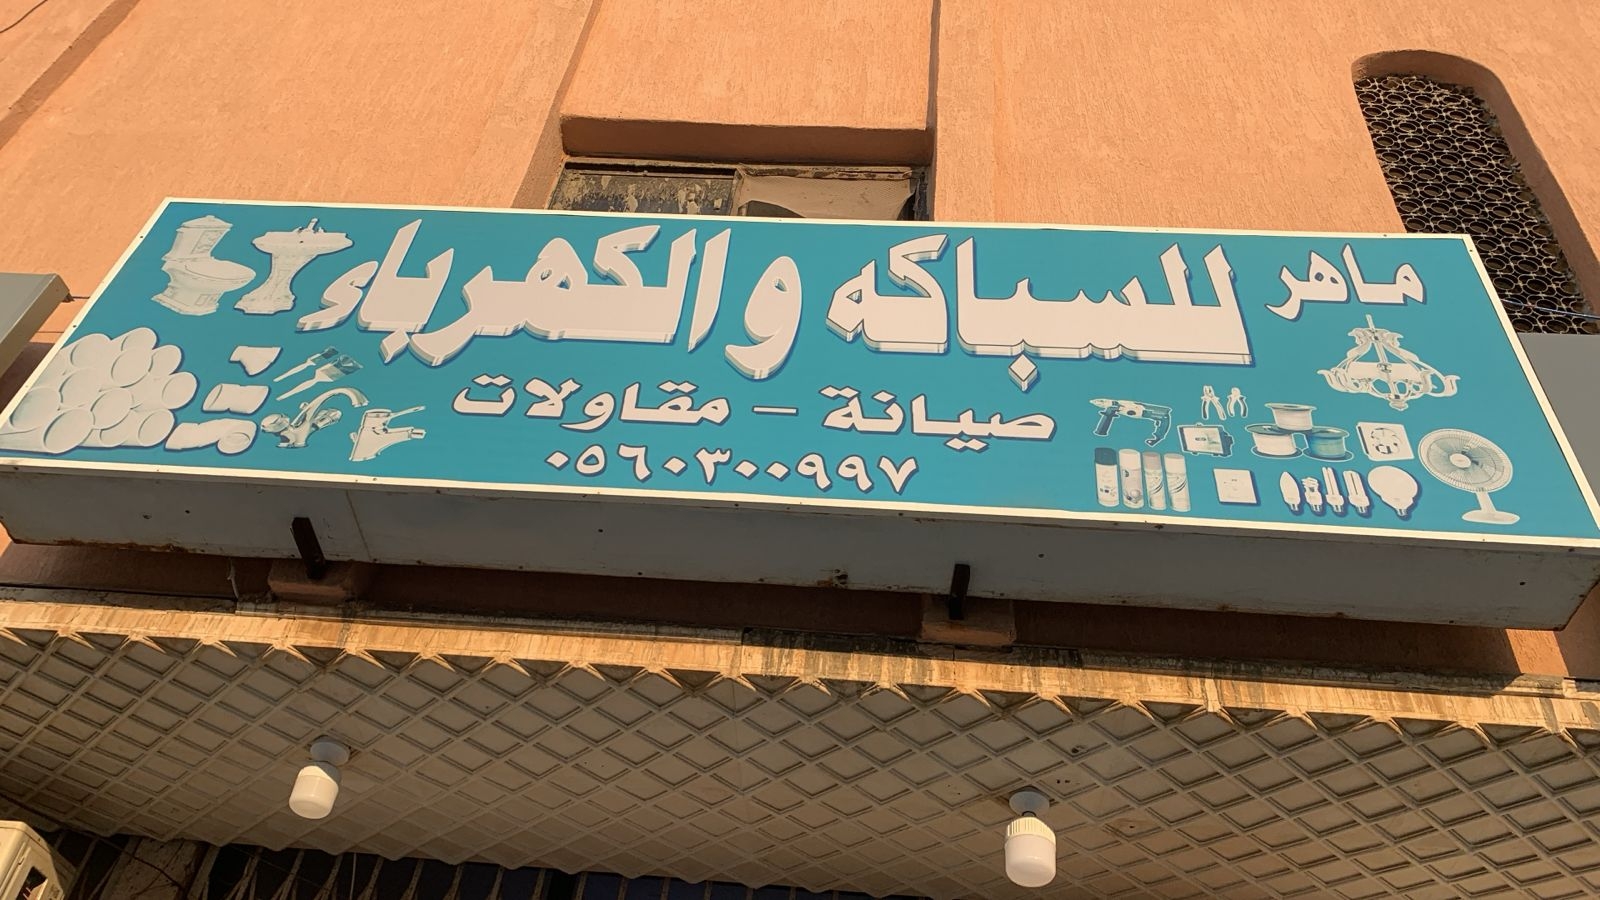 ماهر للسباكه والكهرباء
صيانة - مقاولات
٠٥٦٠٣٠٠٩٩٧